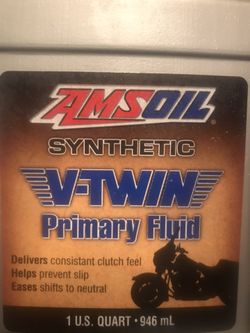 AMSOIL®
SYNTHETIC
V-TWIN
Primary Fluid
Delivers consistant clutch feel
Helps prevent slip
Eases shifts to neutral
1 U.S. QUART • 946 mL